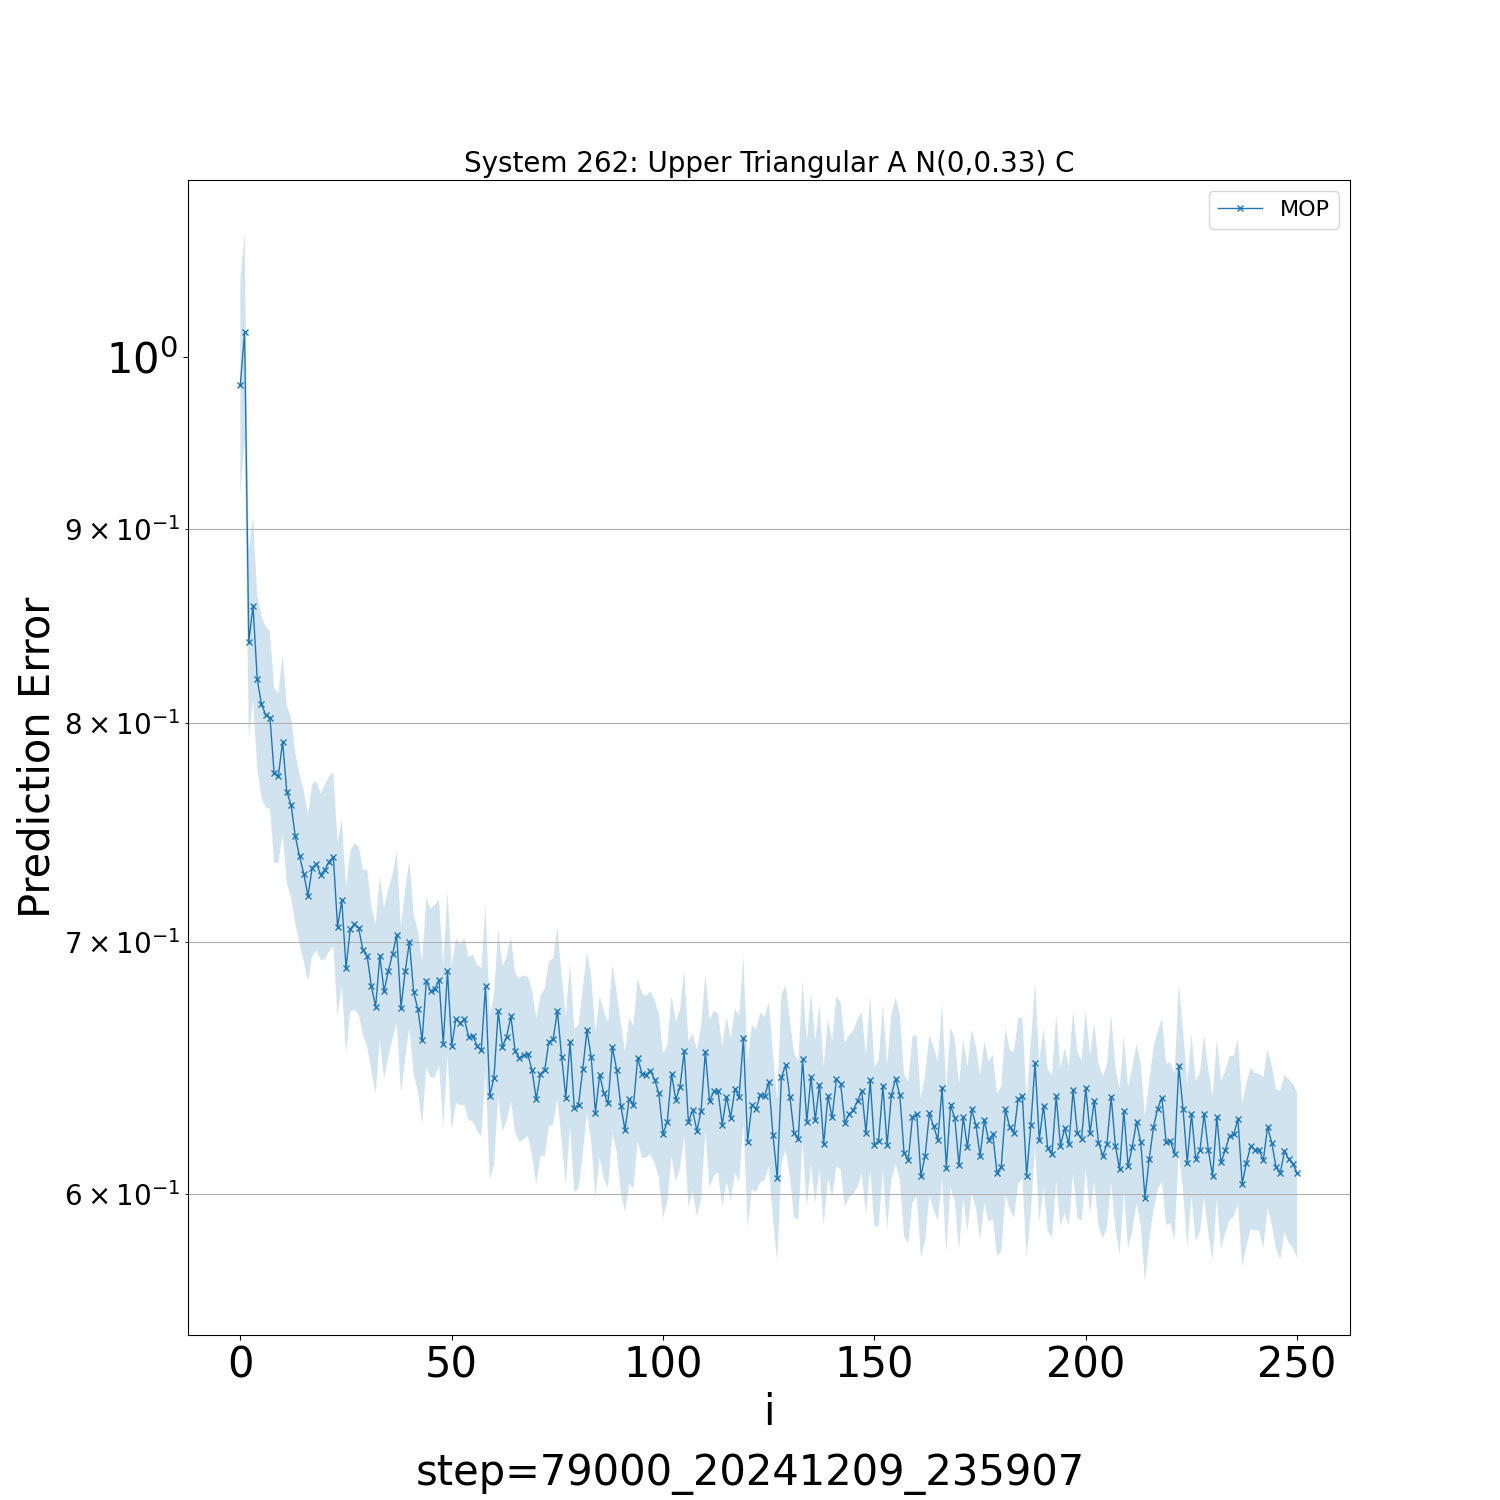 System 262: Upper Triangular A N(0,0.33) C
MOP
10⁰
9 × 10⁻¹
8 × 10⁻¹
7 × 10⁻¹
6 × 10⁻¹
Prediction Error
0 50 100 150 200 250
i
step=79000_20241209_235907